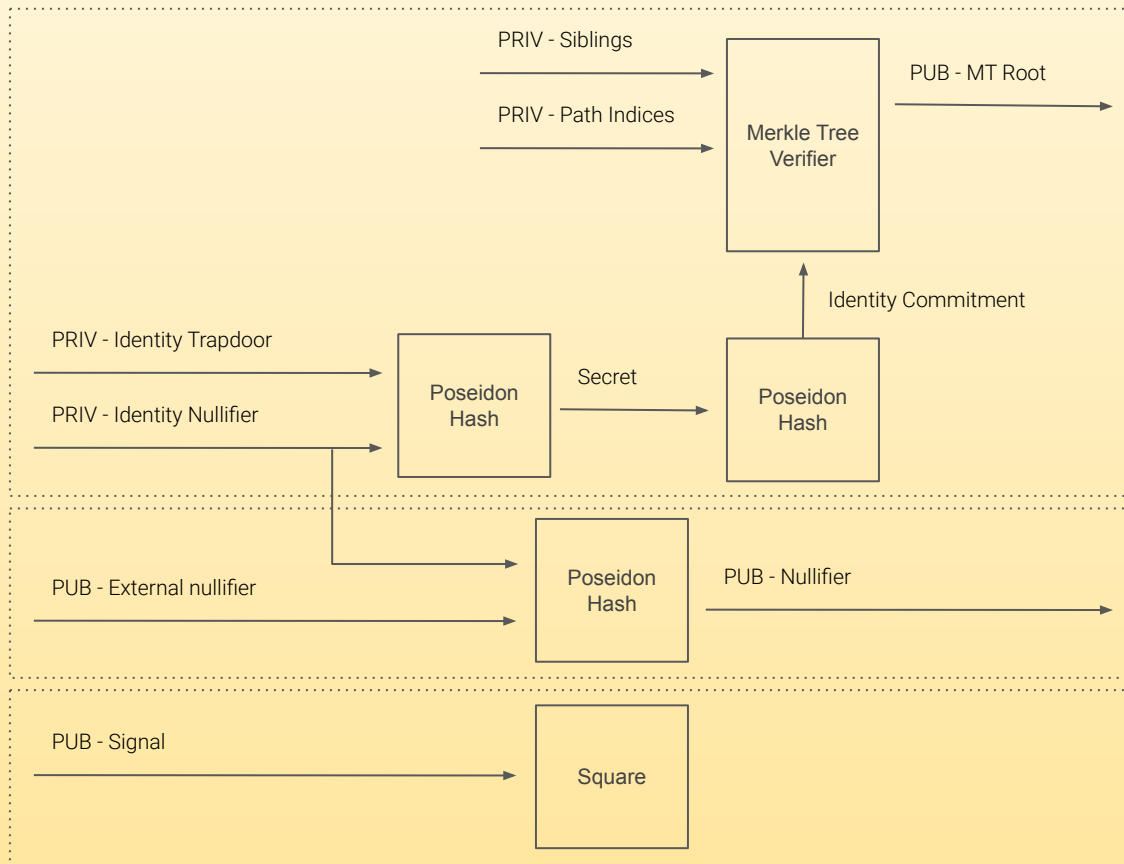 PRIV - Siblings
PUB - MT Root
PRIV - Path Indices
Merkle Tree
Verifier
Identity Commitment
PRIV - Identity Trapdoor
Poseidon
Hash
Secret
Poseidon
Hash
PRIV - Identity Nullifier
PUB - External nullifier
Poseidon
Hash
PUB - Nullifier
PUB - Signal
Square